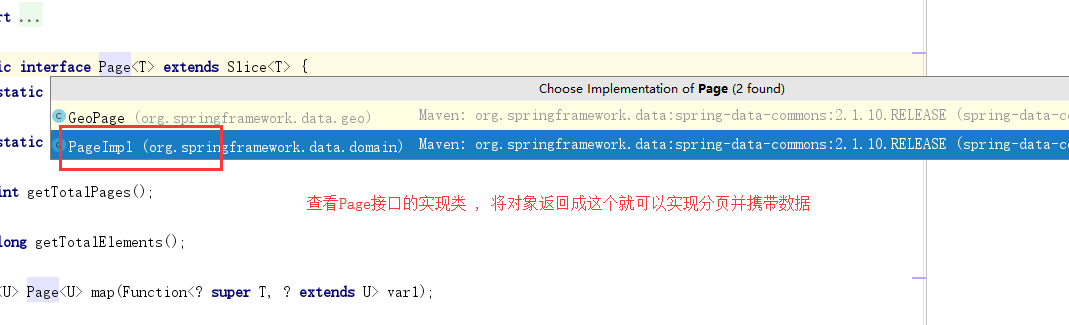 rt ...
ic interface Page<T> extends Slice<T> {
static
Choose Implementation of Page (2 found)
GeoPage (org.springframework.data.geo) Maven: org.springframework.data:spring-data-commons:2.1.10.RELEASE (spring-data-co
static
PageImpl (org.springframework.data.domain) Maven: org.springframework.data:spring-data-commons:2.1.10.RELEASE (spring-data-co
int getTotalPages();
查看Page接口的实现类 ，将对象返回成这个就可以实现分页并携带数据
long getTotalElements();
<U> Page<U> map(Function<? super T, ? extends U> var1);